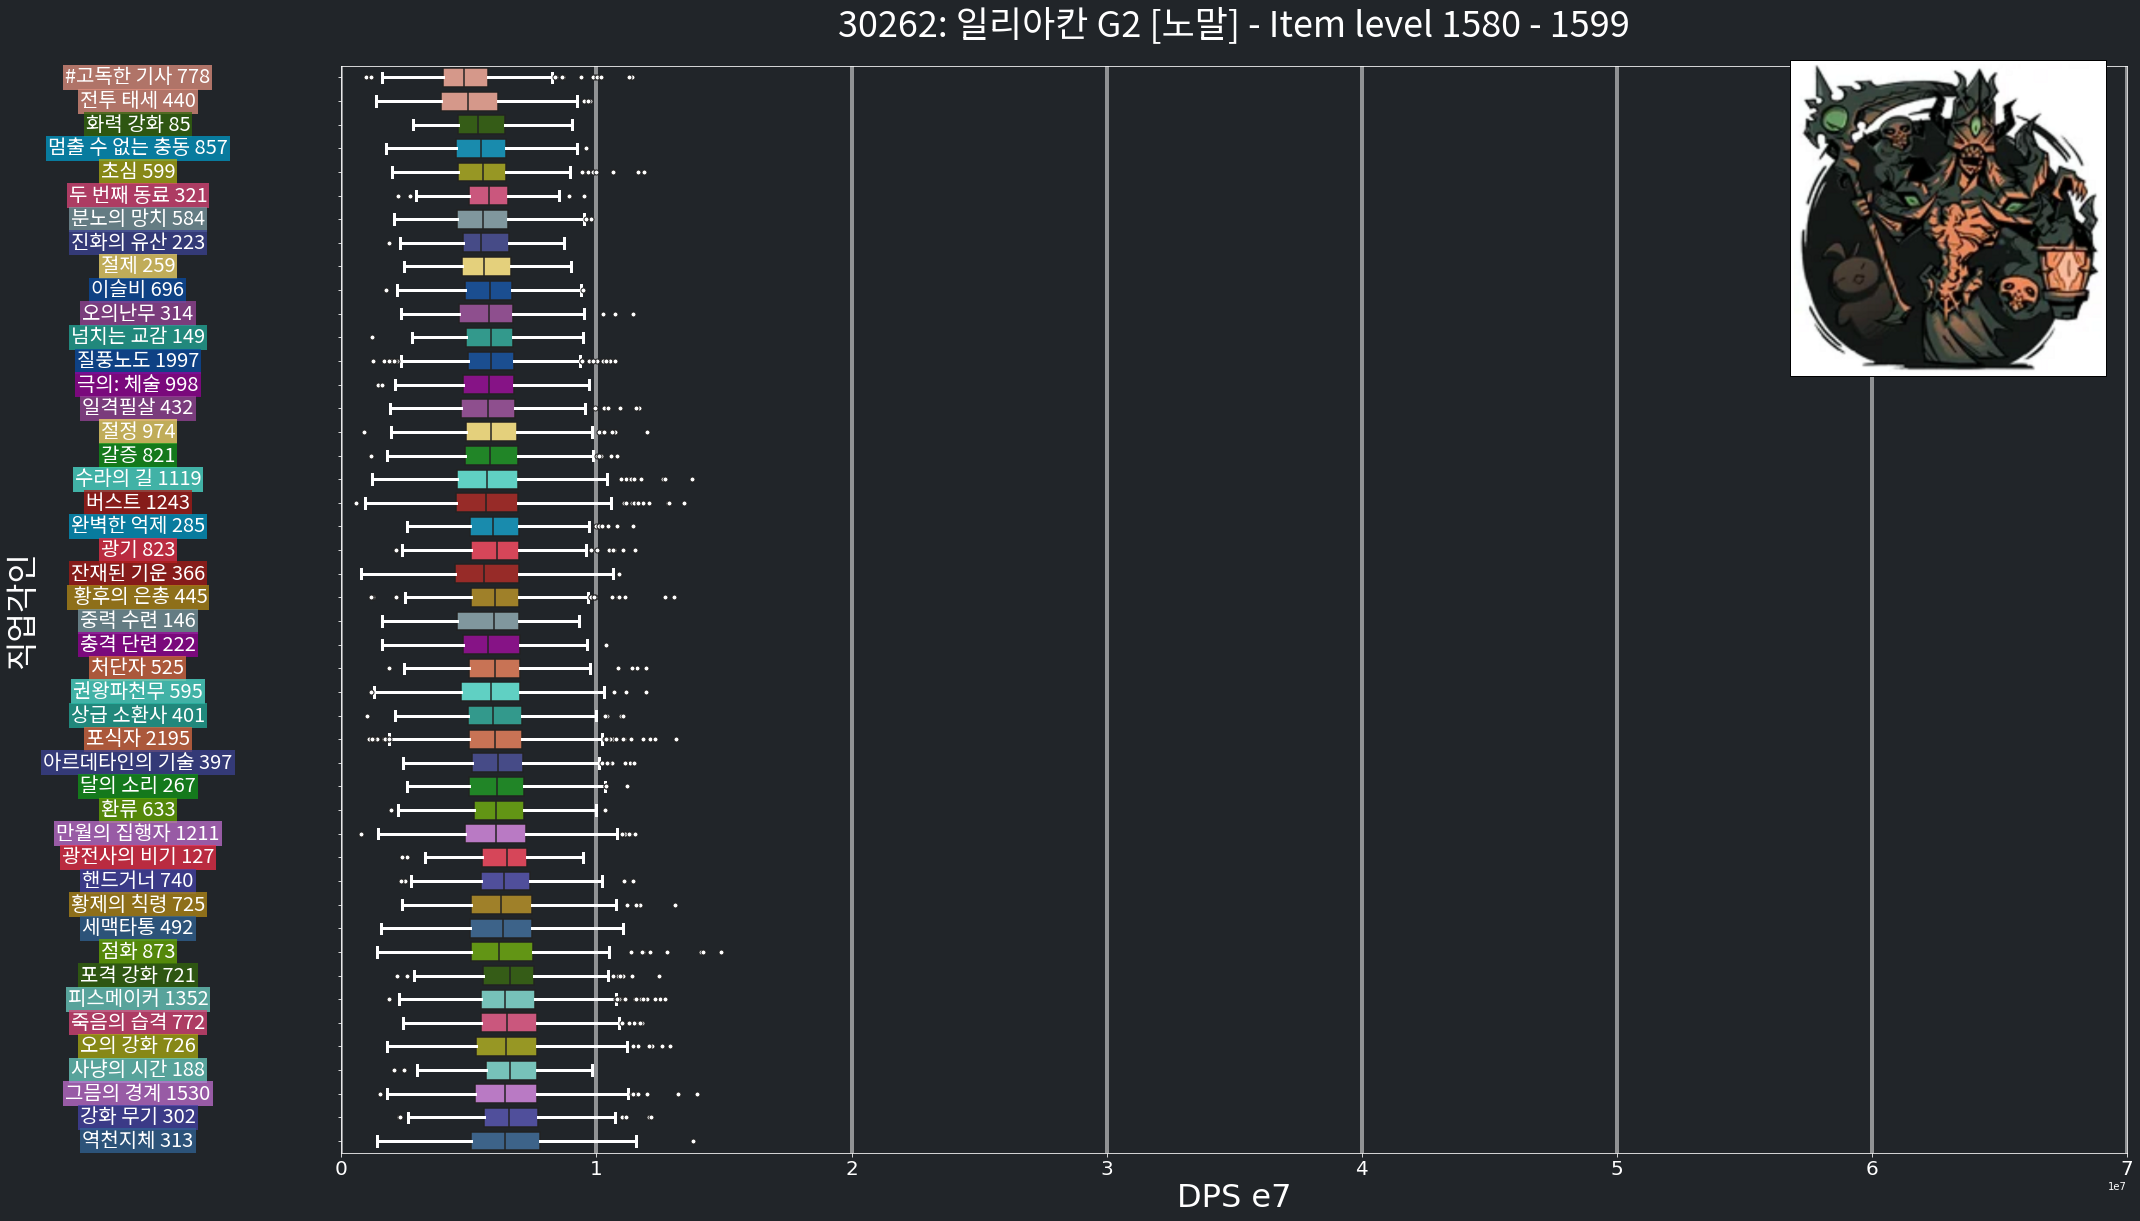 30262: 일리아칸 G2 [노말] - Item level 1580 - 1599
직업각인
#고독한 기사 778
전투 태세 440
화력 강화 85
멈출 수 없는 충동 857
초심 599
두 번째 동료 321
분노의 망치 584
진화의 유산 223
절제 259
이슬비 696
오의난무 314
넘치는 교감 149
질풍노도 1997
극의: 체술 998
일격필살 432
절정 974
갈증 821
수라의 길 1119
버스트 1243
완벽한 억제 285
광기 823
잔재된 기운 366
황후의 은총 445
중력 수련 146
충격 단련 222
처단자 525
권왕파천무 595
상급 소환사 401
포식자 2195
아르데타인의 기술 397
달의 소리 267
환류 633
만월의 집행자 1211
광전사의 비기 127
핸드거너 740
황제의 칙령 725
세맥타통 492
점화 873
포격 강화 721
피스메이커 1352
죽음의 습격 772
오의 강화 726
사냥의 시간 188
그믐의 경계 1530
강화 무기 302
역천지체 313
0 1 2 3 4 5 6 7
DPS e7
1e7